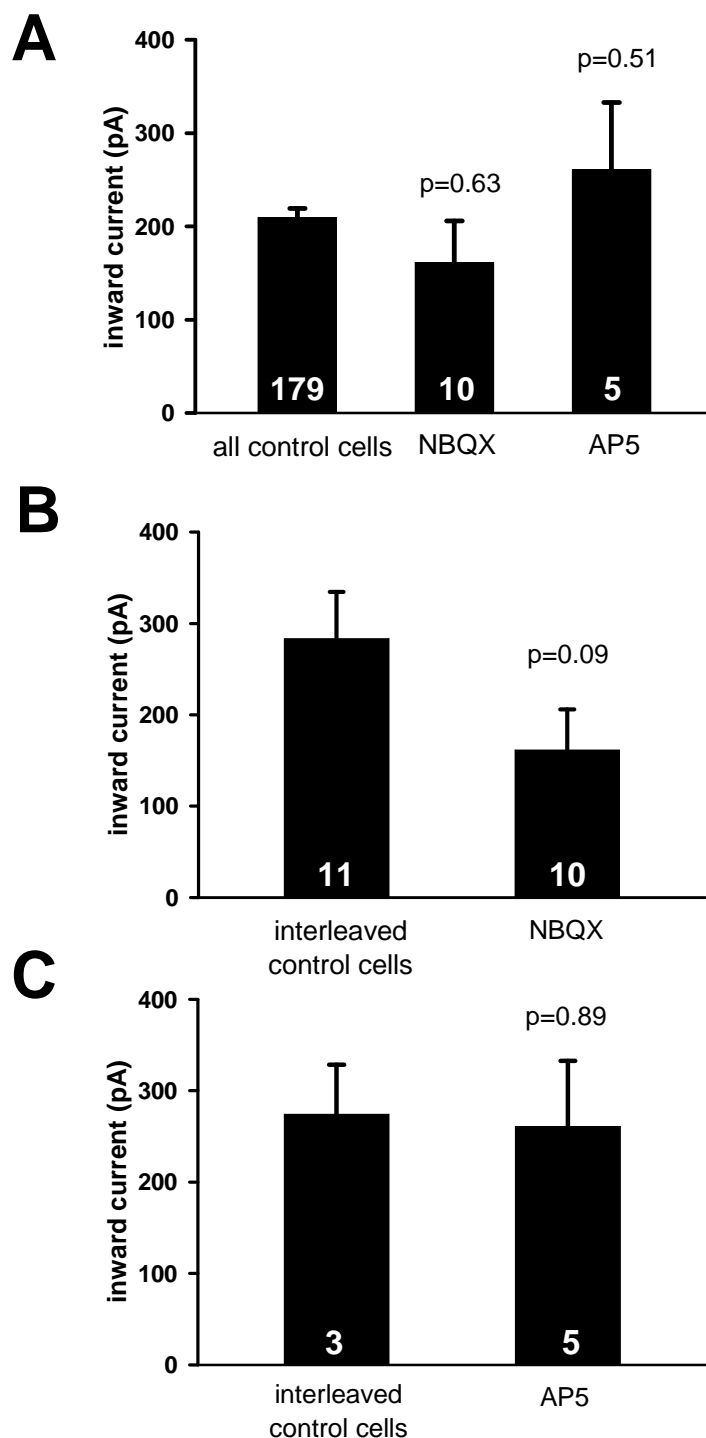 A
inward current (pA)
400
300
200
100
0
p=0.63
p=0.51
179
10
5
all control cells
NBQX
AP5
B
inward current (pA)
400
300
200
100
0
p=0.09
11
10
interleaved
control cells
NBQX
C
inward current (pA)
400
300
200
100
0
p=0.89
3
5
interleaved
control cells
AP5